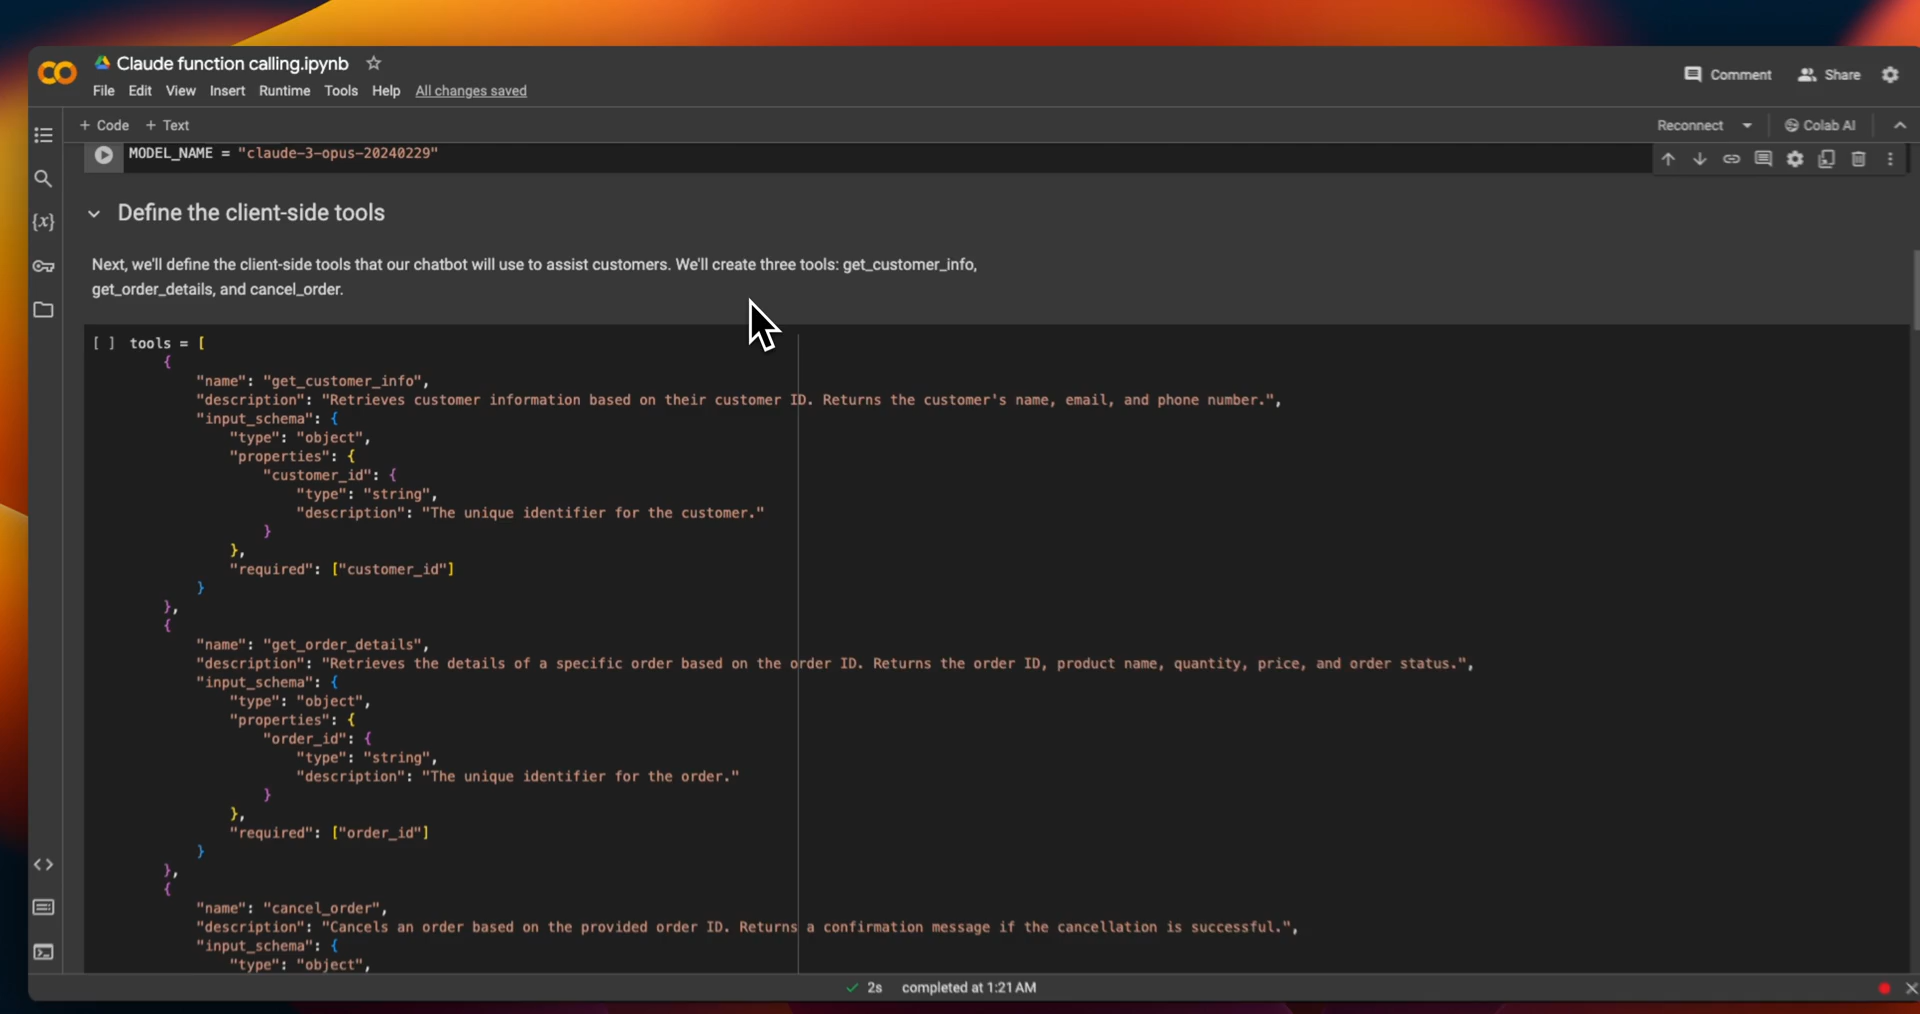 Claude function calling.ipynb
File Edit View Insert Runtime Tools Help All changes saved
Comment Share
+ Code + Text
Reconnect Colab AI
MODEL_NAME = "claude-3-opus-20240229"
Define the client-side tools
Next, we'll define the client-side tools that our chatbot will use to assist customers. We'll create three tools: get_customer_info,
get_order_details, and cancel_order.
[ ] tools = [
{
"name": "get_customer_info",
"description": "Retrieves customer information based on their customer ID. Returns the customer's name, email, and phone number.",
"input_schema": {
"type": "object",
"properties": {
"customer_id": {
"type": "string",
"description": "The unique identifier for the customer."
}
},
"required": ["customer_id"]
}
},
{
"name": "get_order_details",
"description": "Retrieves the details of a specific order based on the order ID. Returns the order ID, product name, quantity, price, and order status.",
"input_schema": {
"type": "object",
"properties": {
"order_id": {
"type": "string",
"description": "The unique identifier for the order."
}
},
"required": ["order_id"]
}
},
{
"name": "cancel_order",
"description": "Cancels an order based on the provided order ID. Returns a confirmation message if the cancellation is successful.",
"input_schema": {
"type": "object",
2s completed at 1:21 AM